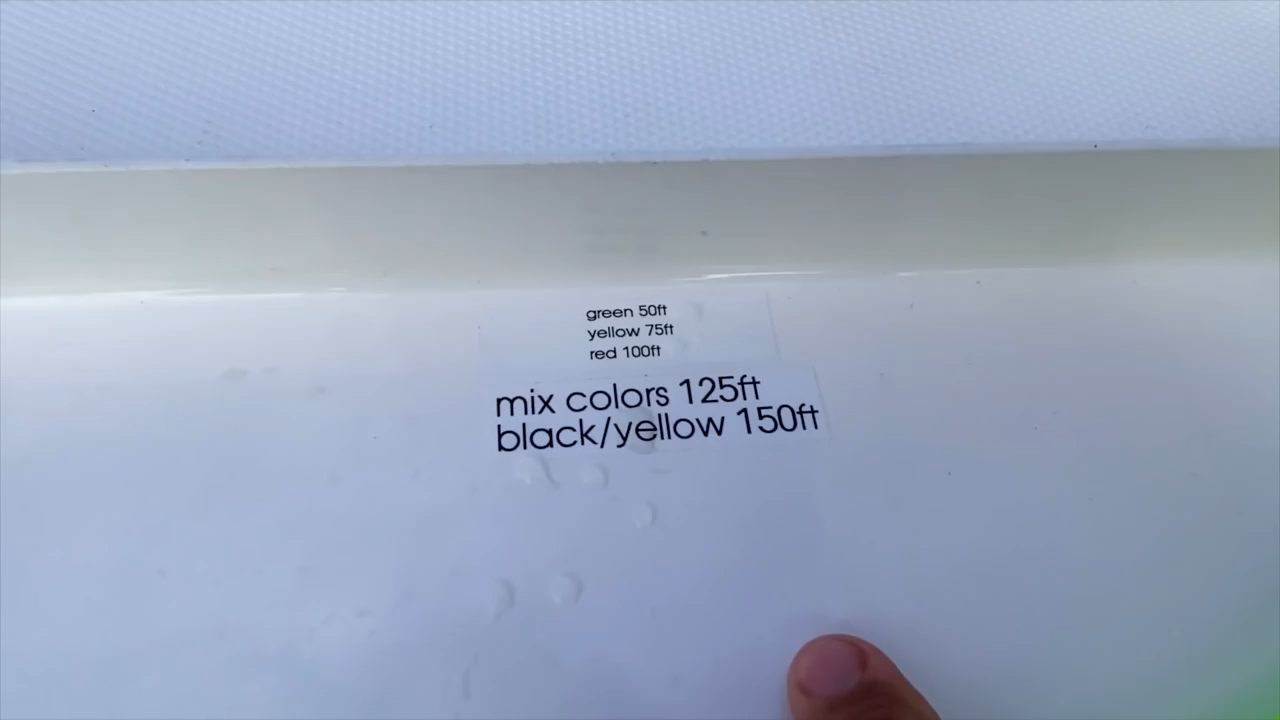 green 50ft
yellow 75ft
red 100ft
mix colors 125ft
black/yellow 150ft